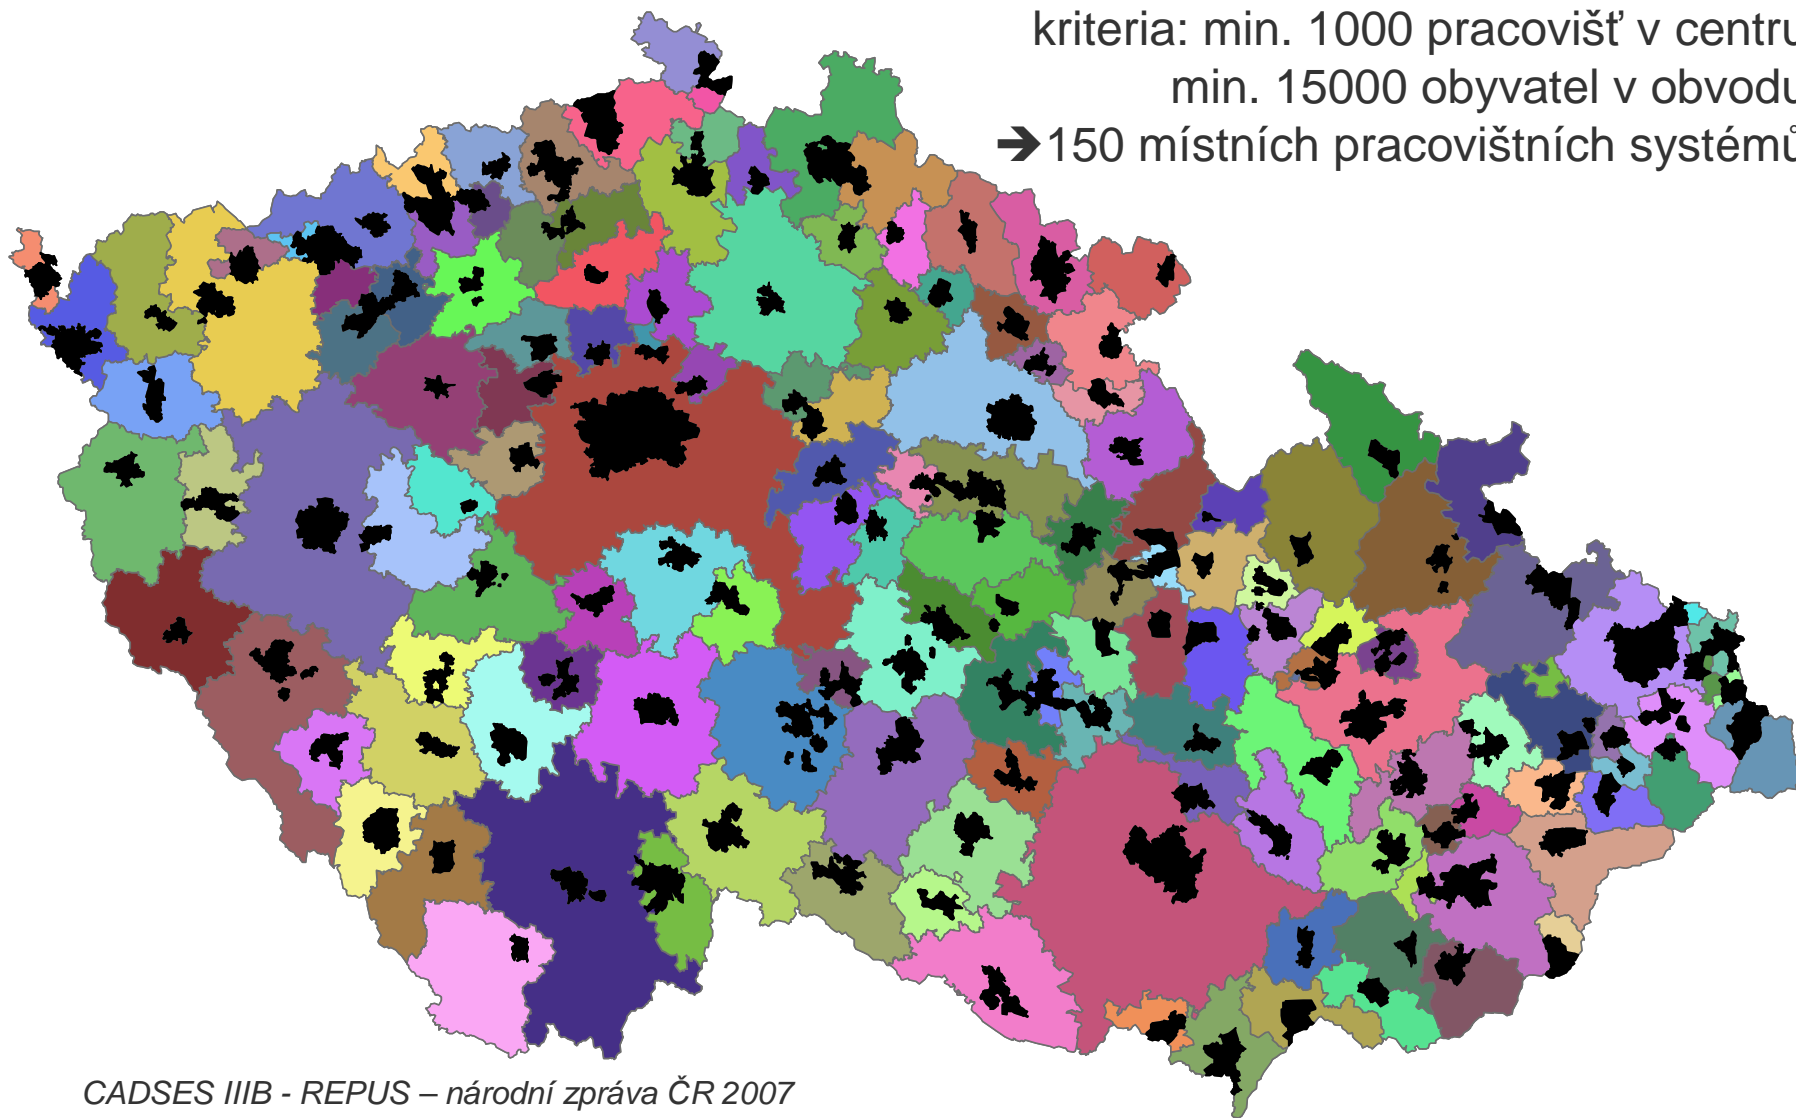 kriteria: min. 1000 pracovišť v centru
min. 15000 obyvatel v obvodu
➔150 místních pracovištních systémů
CADSES IIIB - REPUS – národní zpráva ČR 2007